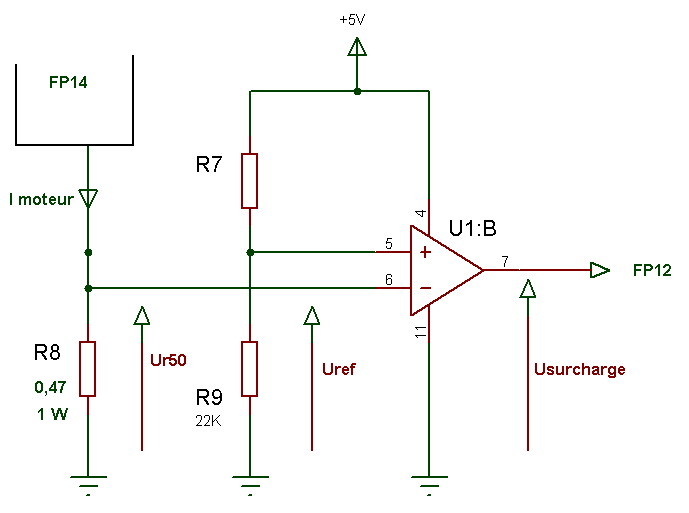 +5V
FP14
R7
I moteur
4
U1:B
5
+
7
FP12
6
−
11
R8
0,47
1 W
Ur50
R9
22K
Uref
Usurcharge